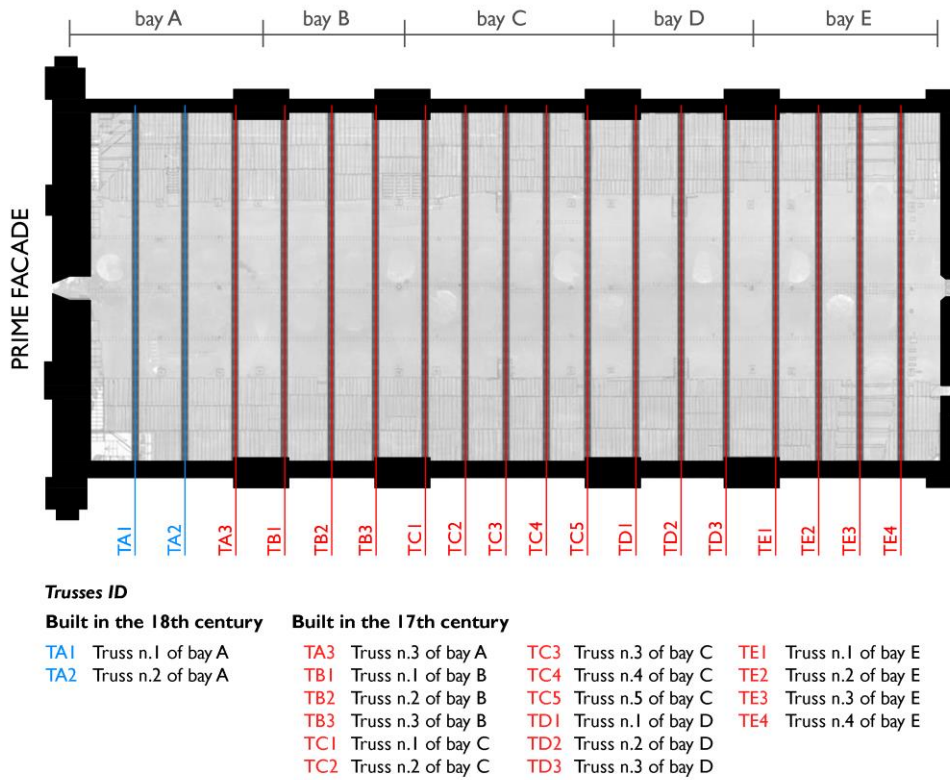 bay A bay B bay C bay D bay E
PRIME FACADE
TA1 TA2 TA3 TB1 TB2 TB3 TC1 TC2 TC3 TC4 TC5 TD1 TD2 TD3 TE1 TE2 TE3 TE4
Trusses ID
Built in the 18th century
TA1 Truss n.1 of bay A
TA2 Truss n.2 of bay A
Built in the 17th century
TA3 Truss n.3 of bay A
TB1 Truss n.1 of bay B
TB2 Truss n.2 of bay B
TB3 Truss n.3 of bay B
TC1 Truss n.1 of bay C
TC2 Truss n.2 of bay C
TC3 Truss n.3 of bay C
TC4 Truss n.4 of bay C
TC5 Truss n.5 of bay C
TD1 Truss n.1 of bay D
TD2 Truss n.2 of bay D
TD3 Truss n.3 of bay D
TE1 Truss n.1 of bay E
TE2 Truss n.2 of bay E
TE3 Truss n.3 of bay E
TE4 Truss n.4 of bay E